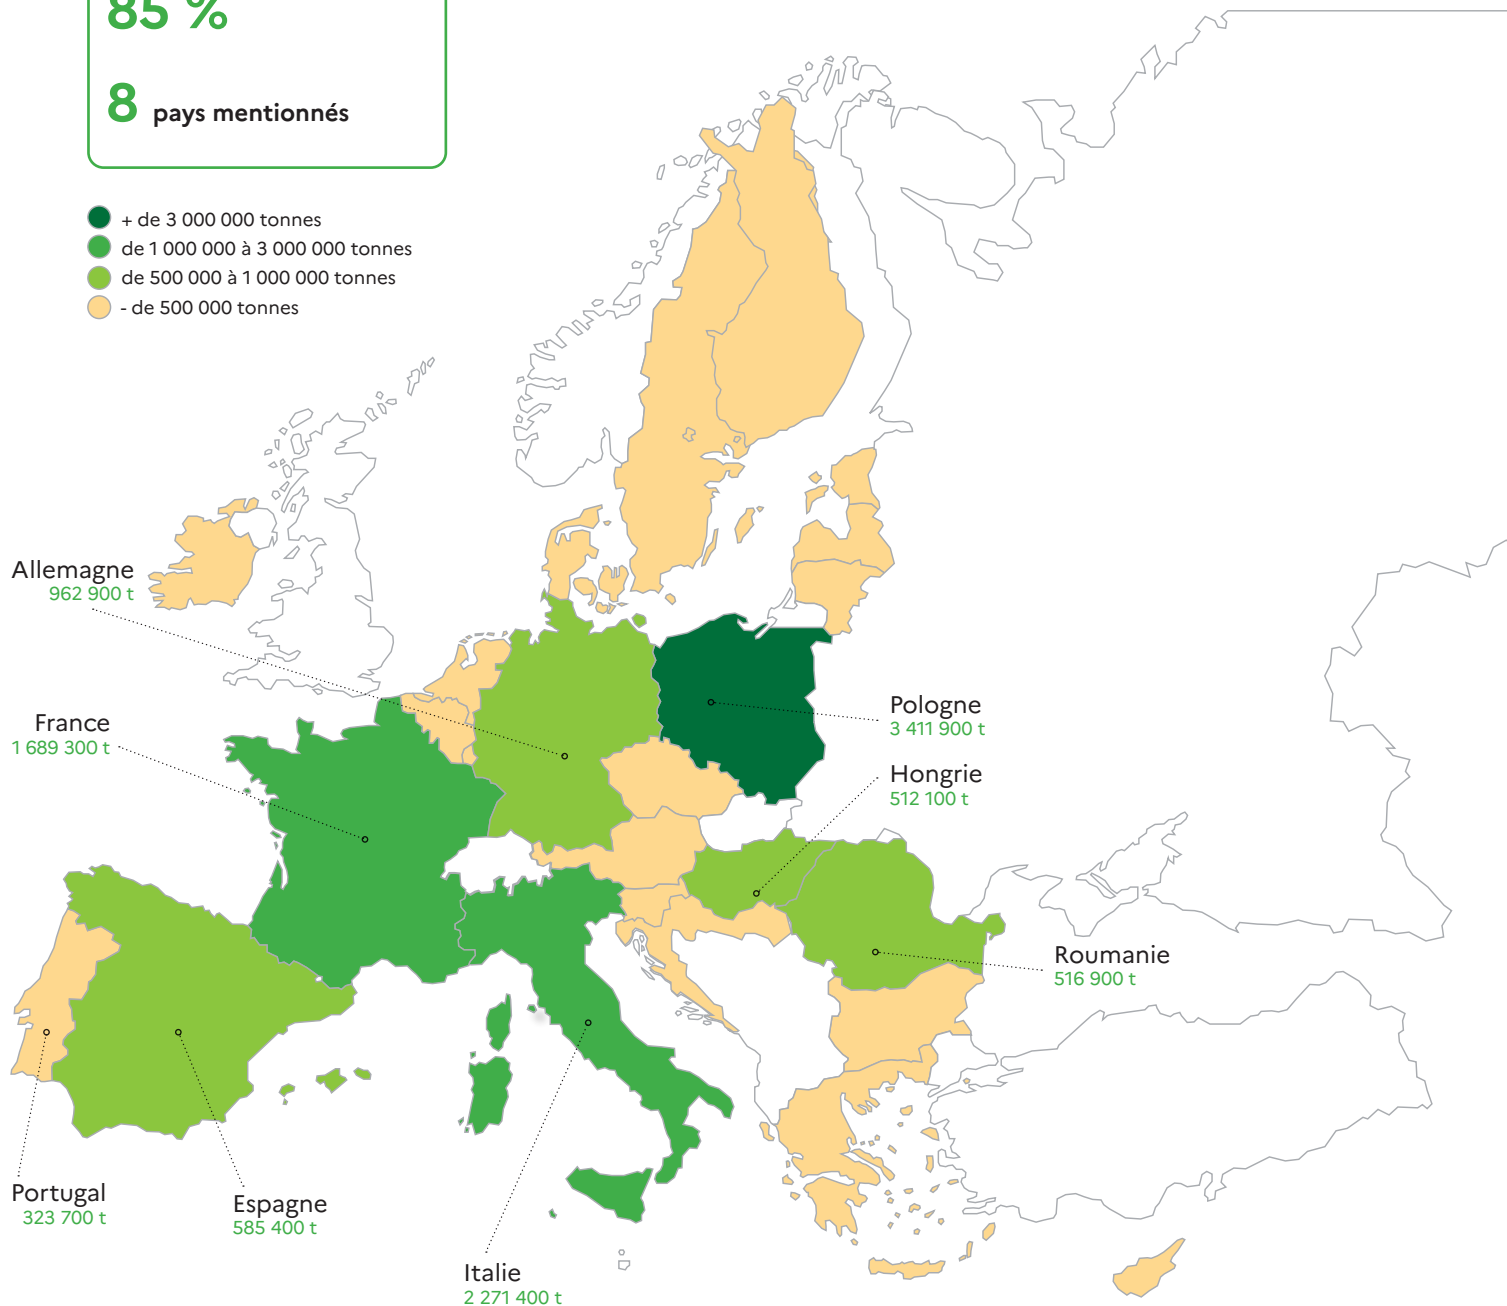 85 %
8 pays mentionnés
+ de 3 000 000 tonnes
de 1 000 000 à 3 000 000 tonnes
de 500 000 à 1 000 000 tonnes
- de 500 000 tonnes
Allemagne
962 900 t
France
1 689 300 t
Pologne
3 411 900 t
Hongrie
512 100 t
Roumanie
516 900 t
Portugal
323 700 t
Espagne
585 400 t
Italie
2 271 400 t